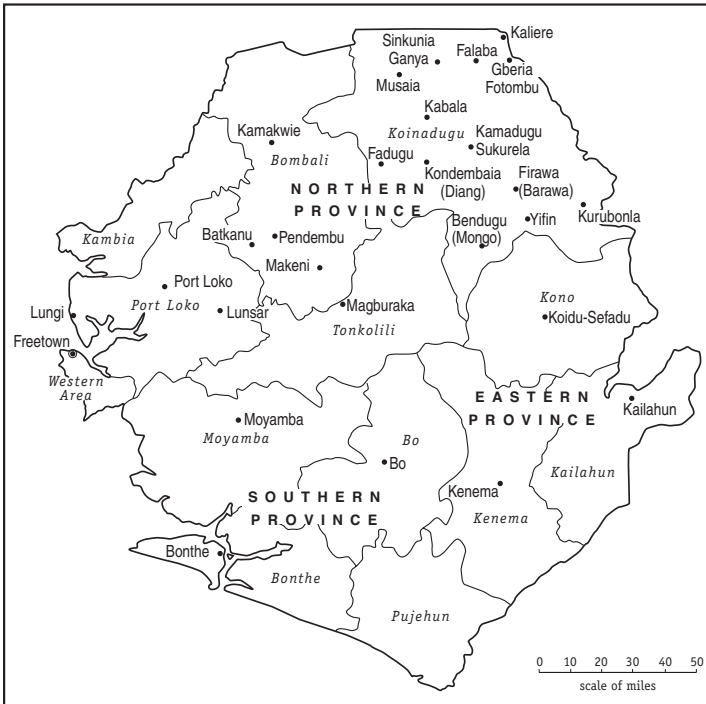 Kaliere
Sinkunia
Falaba
Ganya
Gberia
Fotombu
Musaia
Kabala
Koinadugu
Kamakwie
Kamadugu
Sukurela
Bombali
Fadugu
Kondembaia
(Diang)
Firawa
(Barawa)
NORTHERN
PROVINCE
Kurubonla
Bendugu
(Mongo)
Yifin
Kambia
Batkanu
Pendembu
Makeni
Port Loko
Port Loko
Lungi
Lunsar
Magburaka
Tonkolili
Kono
Koidu-Sefadu
Freetown
Western
Area
EASTERN
PROVINCE
Kailahun
Moyamba
Moyamba
Bo
Bo
Kailahun
Kenema
Kenema
SOUTHERN
PROVINCE
Bonthe
Bonthe
Pujehun
0 10 20 30 40 50
scale of miles